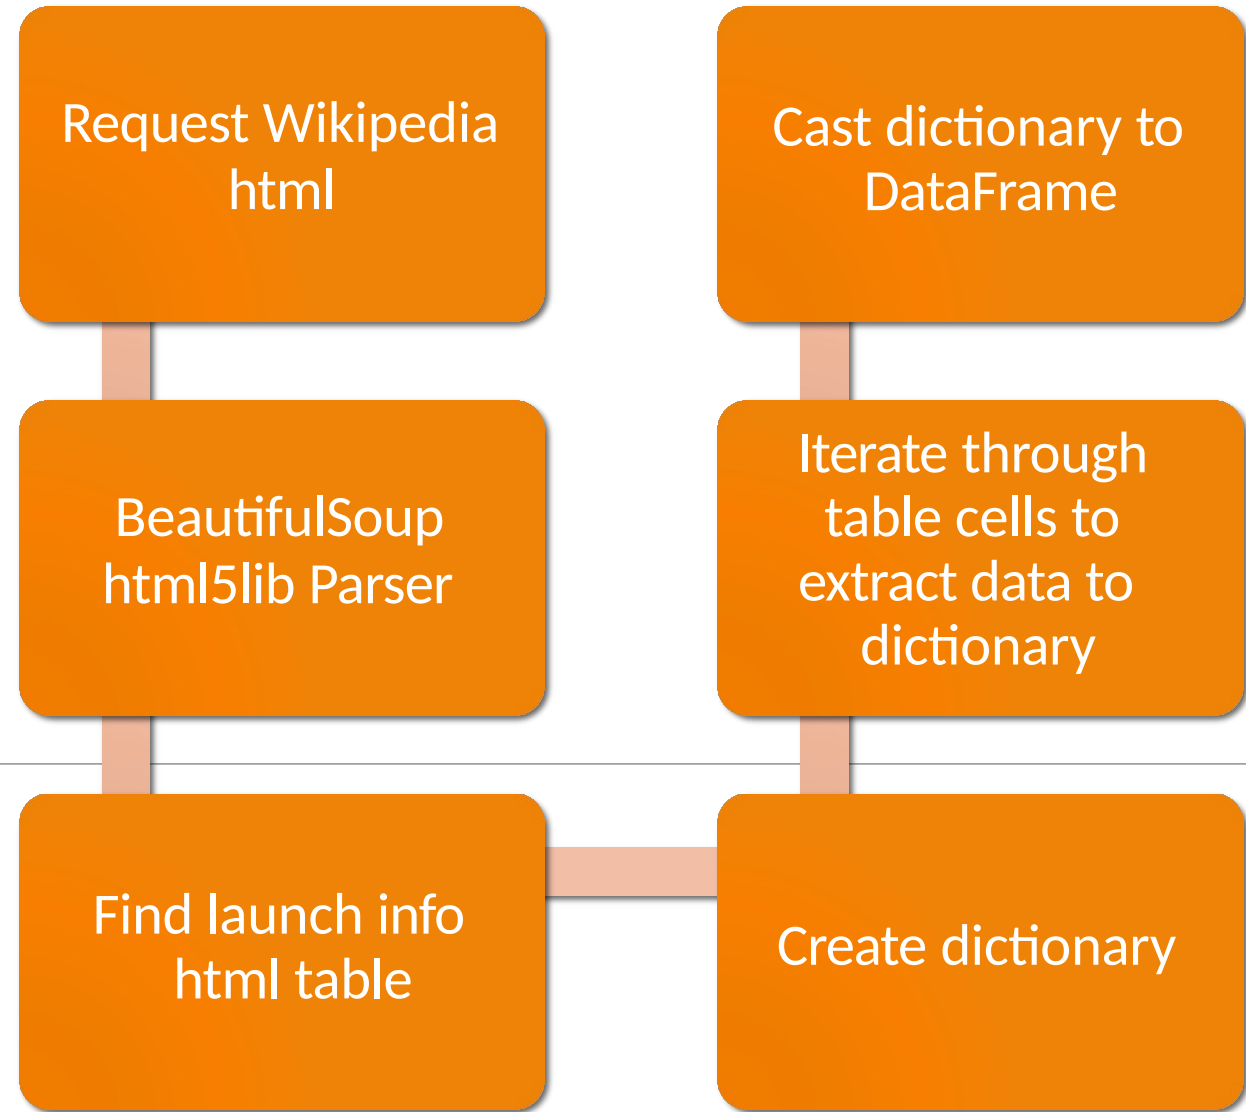 Request Wikipedia
html
BeautifulSoup
html5lib Parser
Find launch info
html table
Create dictionary
Iterate through
table cells to
extract data to
dictionary
Cast dictionary to
DataFrame